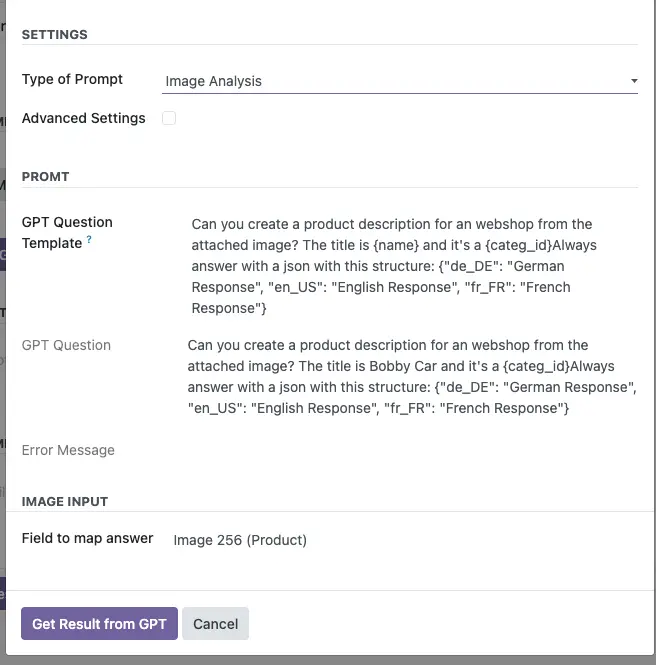 SETTINGS
Type of Prompt
Image Analysis
Advanced Settings
PROMT
GPT Question
Template ?
Can you create a product description for an webshop from the
attached image? The title is {name} and it's a {categ_id}Always
answer with a json with this structure: {"de_DE": "German
Response", "en_US": "English Response", "fr_FR": "French
Response"}
GPT Question
Can you create a product description for an webshop from the
attached image? The title is Bobby Car and it's a {categ_id}Always
answer with a json with this structure: {"de_DE": "German Response",
"en_US": "English Response", "fr_FR": "French Response"}
Error Message
IMAGE INPUT
Field to map answer
Image 256 (Product)
Get Result from GPT
Cancel